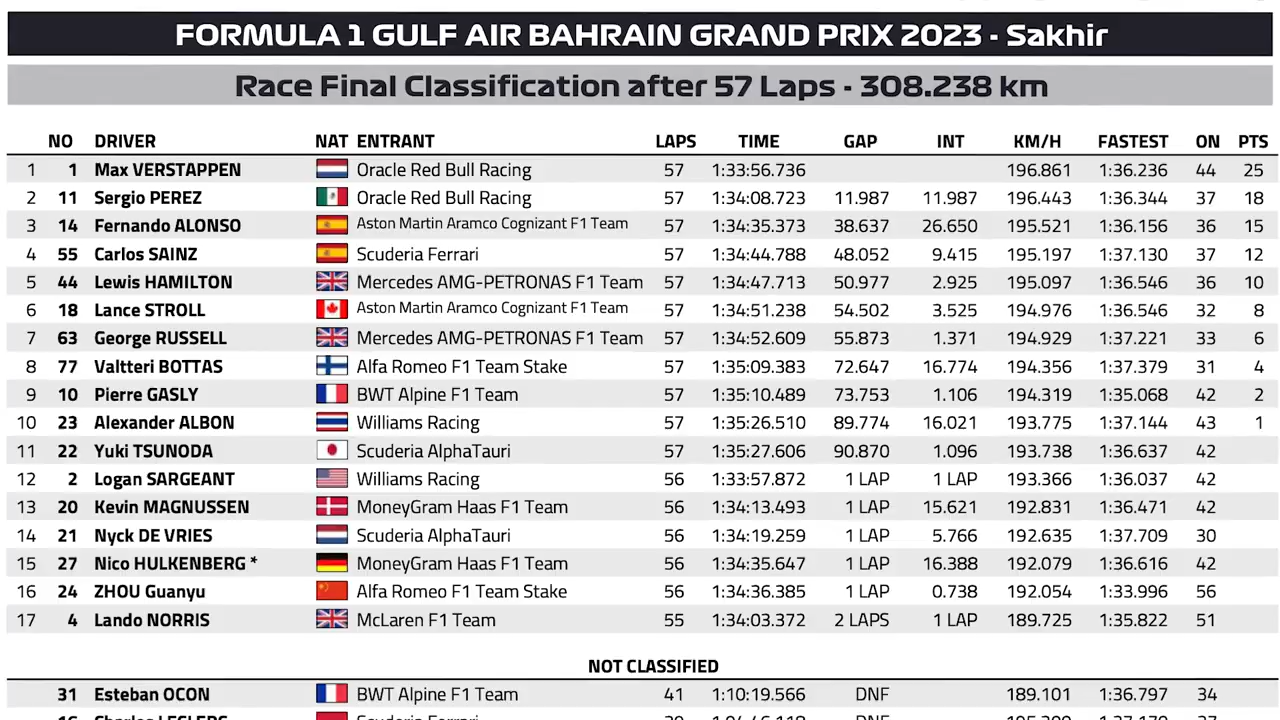 FORMULA 1 GULF AIR BAHRAIN GRAND PRIX 2023 - Sakhir
Race Final Classification after 57 Laps - 308.238 km
NO DRIVER NAT ENTRANT LAPS TIME GAP INT KM/H FASTEST ON PTS
1 1 Max VERSTAPPEN Oracle Red Bull Racing 57 1:33:56.736 196.861 1:36.236 44 25
2 11 Sergio PEREZ Oracle Red Bull Racing 57 1:34:08.723 11.987 11.987 196.443 1:36.344 37 18
3 14 Fernando ALONSO Aston Martin Aramco Cognizant F1 Team 57 1:34:35.373 38.637 26.650 195.521 1:36.156 36 15
4 55 Carlos SAINZ Scuderia Ferrari 57 1:34:44.788 48.052 9.415 195.197 1:37.130 37 12
5 44 Lewis HAMILTON Mercedes AMG-PETRONAS F1 Team 57 1:34:47.713 50.977 2.925 195.097 1:36.546 36 10
6 18 Lance STROLL Aston Martin Aramco Cognizant F1 Team 57 1:34:51.238 54.502 3.525 194.976 1:36.546 32 8
7 63 George RUSSELL Mercedes AMG-PETRONAS F1 Team 57 1:34:52.609 55.873 1.371 194.929 1:37.221 33 6
8 77 Valtteri BOTTAS Alfa Romeo F1 Team Stake 57 1:35:09.383 72.647 16.774 194.356 1:37.379 31 4
9 10 Pierre GASLY BWT Alpine F1 Team 57 1:35:10.489 73.753 1.106 194.319 1:35.068 42 2
10 23 Alexander ALBON Williams Racing 57 1:35:26.510 89.774 16.021 193.775 1:37.144 43 1
11 22 Yuki TSUNODA Scuderia AlphaTauri 57 1:35:27.606 90.870 1.096 193.738 1:36.637 42
12 2 Logan SARGEANT Williams Racing 56 1:33:57.872 1 LAP 1 LAP 193.366 1:36.037 42
13 20 Kevin MAGNUSSEN MoneyGram Haas F1 Team 56 1:34:13.493 1 LAP 15.621 192.831 1:36.471 42
14 21 Nyck DE VRIES Scuderia AlphaTauri 56 1:34:19.259 1 LAP 5.766 192.635 1:37.709 30
15 27 Nico HULKENBERG * MoneyGram Haas F1 Team 56 1:34:35.647 1 LAP 16.388 192.079 1:36.616 42
16 24 ZHOU Guanyu Alfa Romeo F1 Team Stake 56 1:34:36.385 1 LAP 0.738 192.054 1:33.996 56
17 4 Lando NORRIS McLaren F1 Team 55 1:34:03.372 2 LAPS 1 LAP 189.725 1:35.822 51
NOT CLASSIFIED
31 Esteban OCON BWT Alpine F1 Team 41 1:10:19.566 DNF 189.101 1:36.797 34